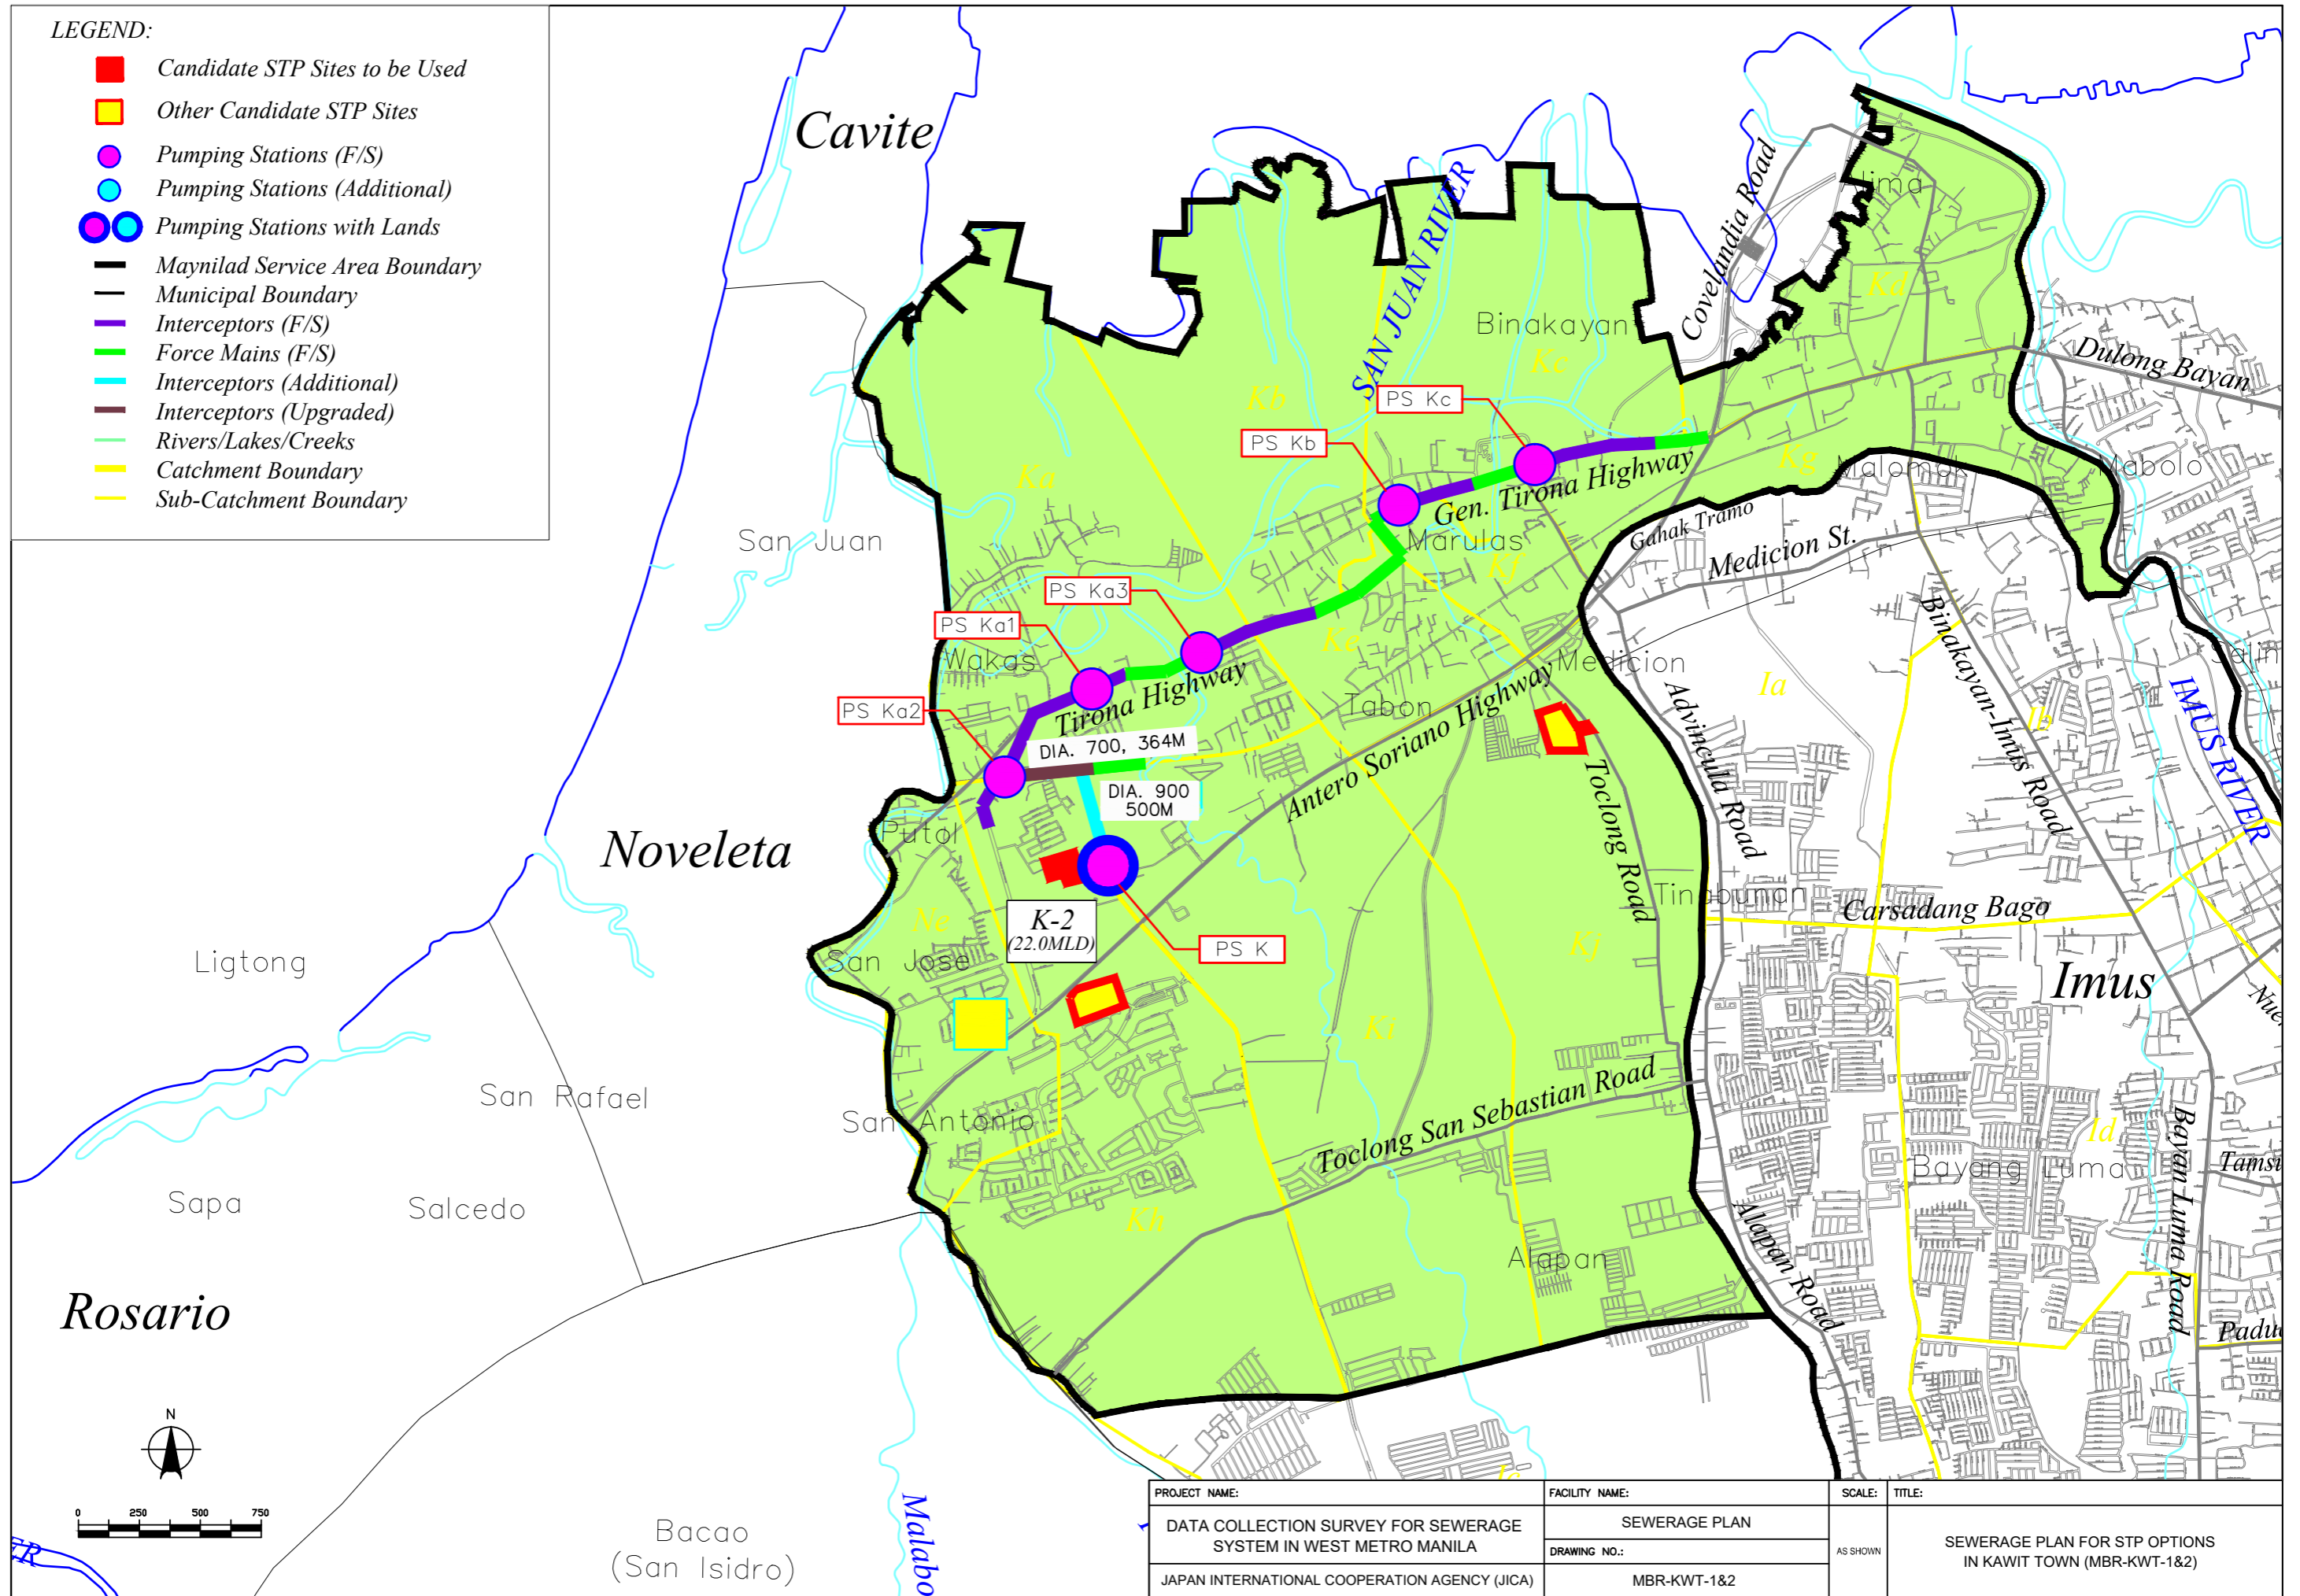 LEGEND:
Candidate STP Sites to be Used
Other Candidate STP Sites
Pumping Stations (F/S)
Pumping Stations (Additional)
Pumping Stations with Lands
Maynilad Service Area Boundary
Municipal Boundary
Interceptors (F/S)
Force Mains (F/S)
Interceptors (Additional)
Interceptors (Upgraded)
Rivers/Lakes/Creeks
Catchment Boundary
Sub-Catchment Boundary
Cavite
SAN JUAN RIVER
Covelandia Road
Kd
Binakayan
Kc
Dulong Bayan
Kb
PS Kc
PS Kb
Ka
Kg
Malomok
Mabolo
Gen. Tirona Highway
San Juan
Marulas
Gahak Tramo
Medicion St.
Kf
PS Ka3
PS Ka1
Ke
Wakas
Medicion
Binakayan-Imus Road
Ia
Ib
IMUS RIVER
Tirona Highway
PS Ka2
Tabon
Antero Soriano Highway
Advincula Road
DIA. 700, 364M
DIA. 900
500M
Toclong Road
Putol
Noveleta
Tinabunan
Carsadang Bago
Ne
K-2
(22.0MLD)
PS K
Kj
Ligtong
San Jose
Imus
Ki
San Rafael
San Antonio
Toclong San Sebastian Road
Id
Bayan Luma Road
Bayang Luma
Sapa
Salcedo
Kh
Alapan
Alapan Road
Rosario
N
0 250 500 750
Bacao
(San Isidro)
Malabo
Ic
PROJECT NAME:
DATA COLLECTION SURVEY FOR SEWERAGE
SYSTEM IN WEST METRO MANILA
JAPAN INTERNATIONAL COOPERATION AGENCY (JICA)
FACILITY NAME:
SEWERAGE PLAN
DRAWING NO.:
MBR-KWT-1&2
SCALE:
AS SHOWN
TITLE:
SEWERAGE PLAN FOR STP OPTIONS
IN KAWIT TOWN (MBR-KWT-1&2)